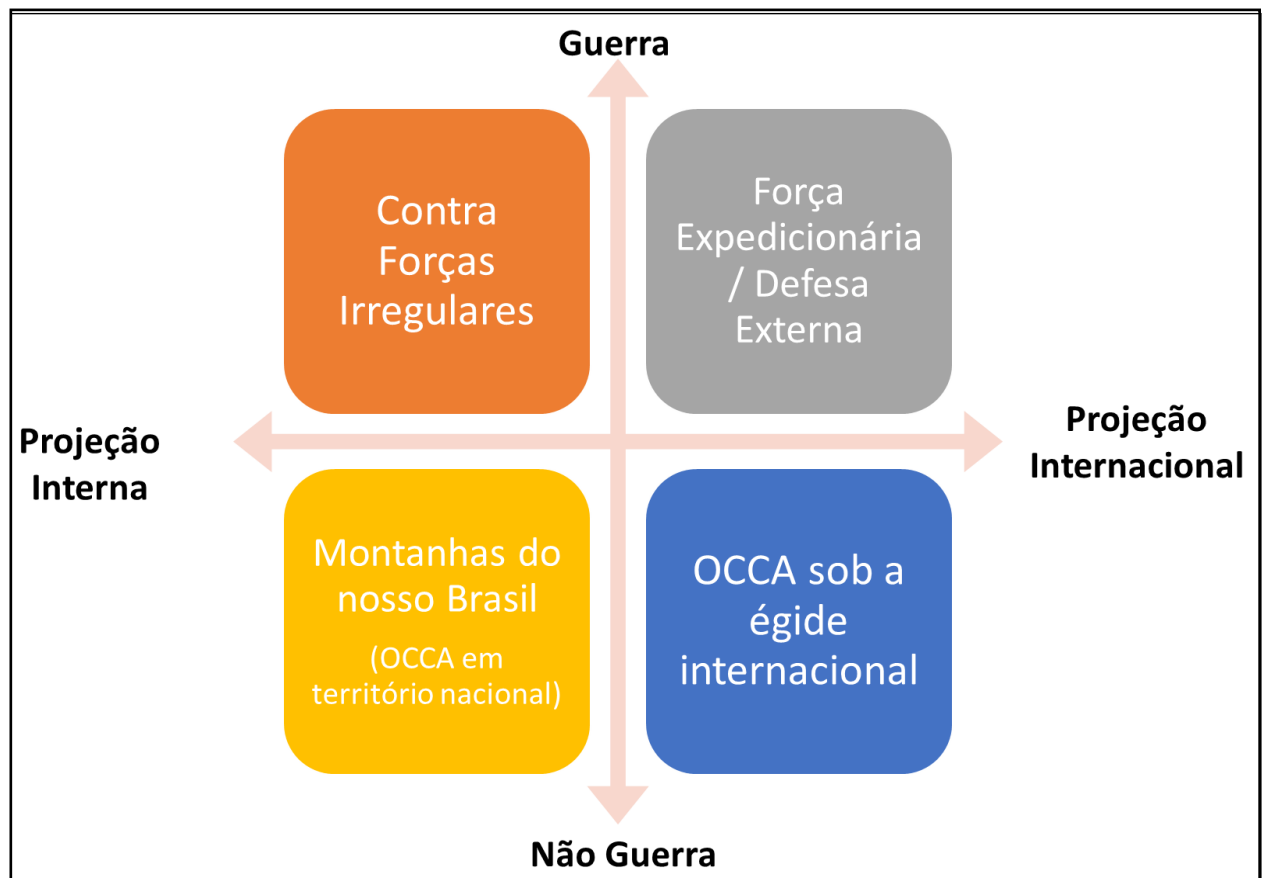 Guerra
Contra
Forças
Irregulares
Força
Expedicionária
/ Defesa
Externa
Projeção
Interna
Projeção
Internacional
Montanhas do
nosso Brasil
(OCCA em
território nacional)
OCCA sob a
égide
internacional
Não Guerra